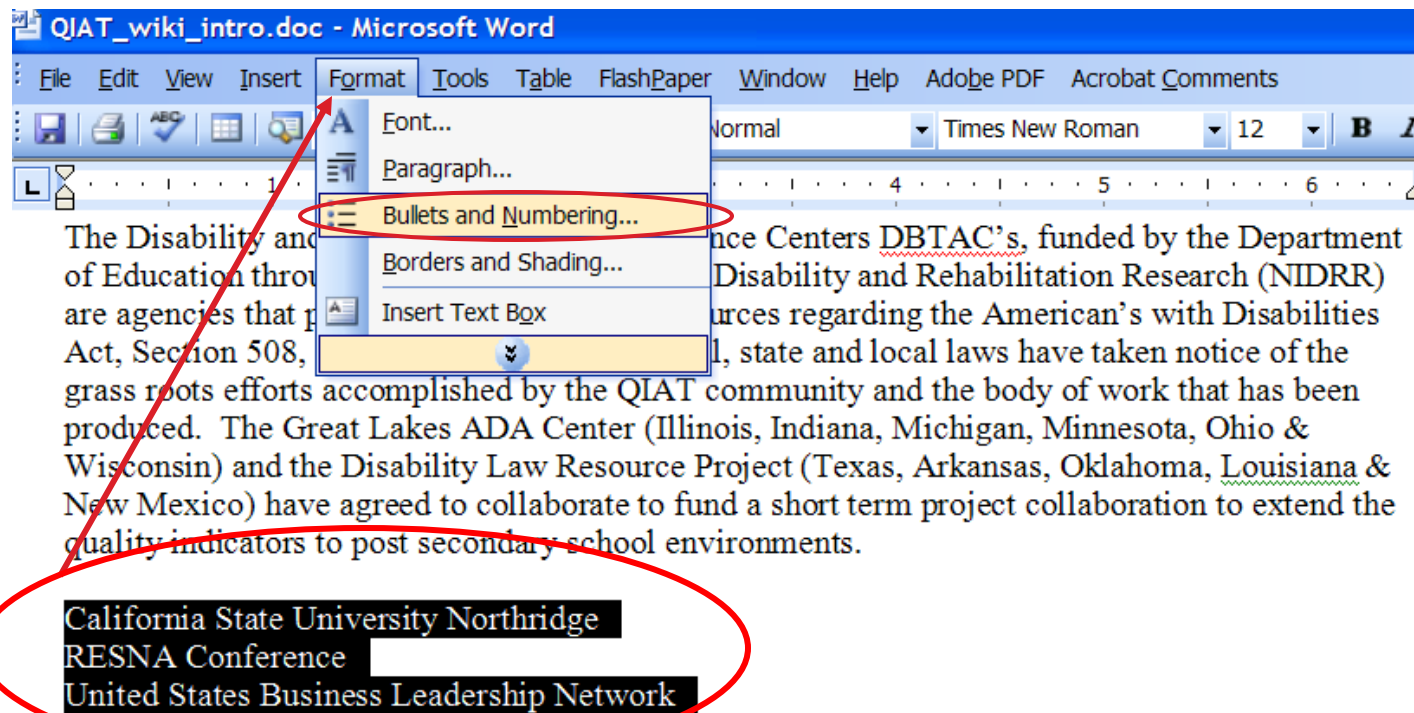 QIAT_wiki_intro.doc - Microsoft Word
File Edit View Insert Format Tools Table FlashPaper Window Help Adobe PDF Acrobat Comments
ABC Normal Times New Roman 12 B I
Font...
Paragraph...
Bullets and Numbering...
Borders and Shading...
Insert Text Box
L 1 4 5 6
The Disability and nce Centers DBTAC's, funded by the Department
of Education throu Disability and Rehabilitation Research (NIDRR)
are agencies that p urces regarding the American's with Disabilities
Act, Section 508, l, state and local laws have taken notice of the
grass roots efforts accomplished by the QIAT community and the body of work that has been
produced. The Great Lakes ADA Center (Illinois, Indiana, Michigan, Minnesota, Ohio &
Wisconsin) and the Disability Law Resource Project (Texas, Arkansas, Oklahoma, Louisiana &
New Mexico) have agreed to collaborate to fund a short term project collaboration to extend the
quality indicators to post secondary school environments.
California State University Northridge
RESNA Conference
United States Business Leadership Network